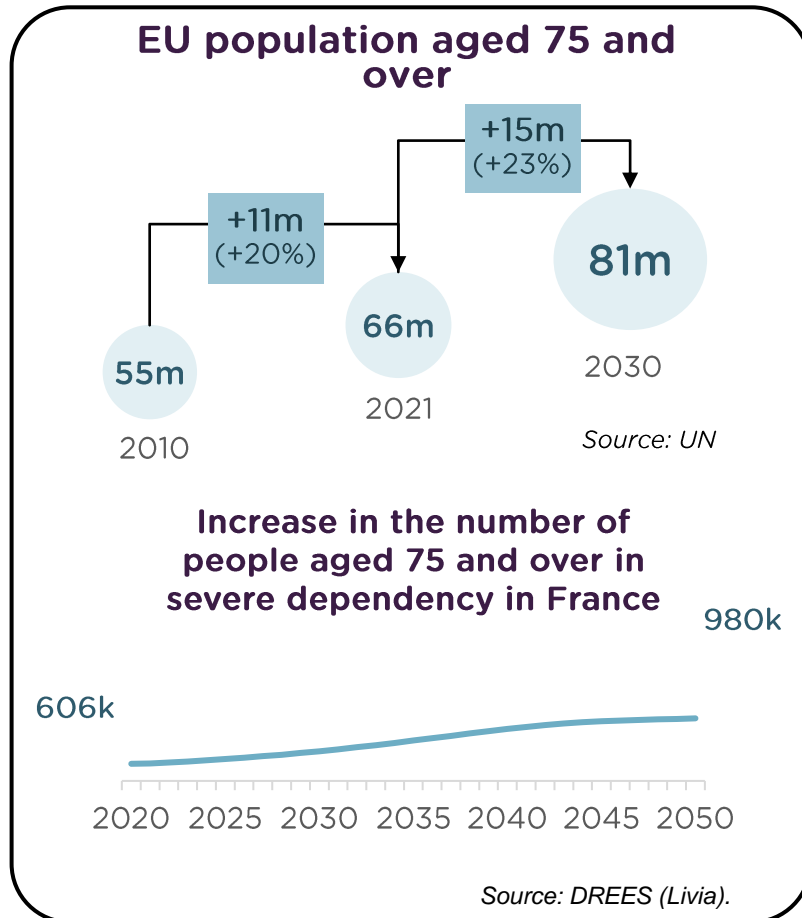 EU population aged 75 and
over
+15m
(+23%)
+11m
(+20%)
81m
66m
55m
2030
2021
2010
Source: UN
Increase in the number of
people aged 75 and over in
severe dependency in France
980k
606k
2020 2025 2030 2035 2040 2045 2050
Source: DREES (Livia).